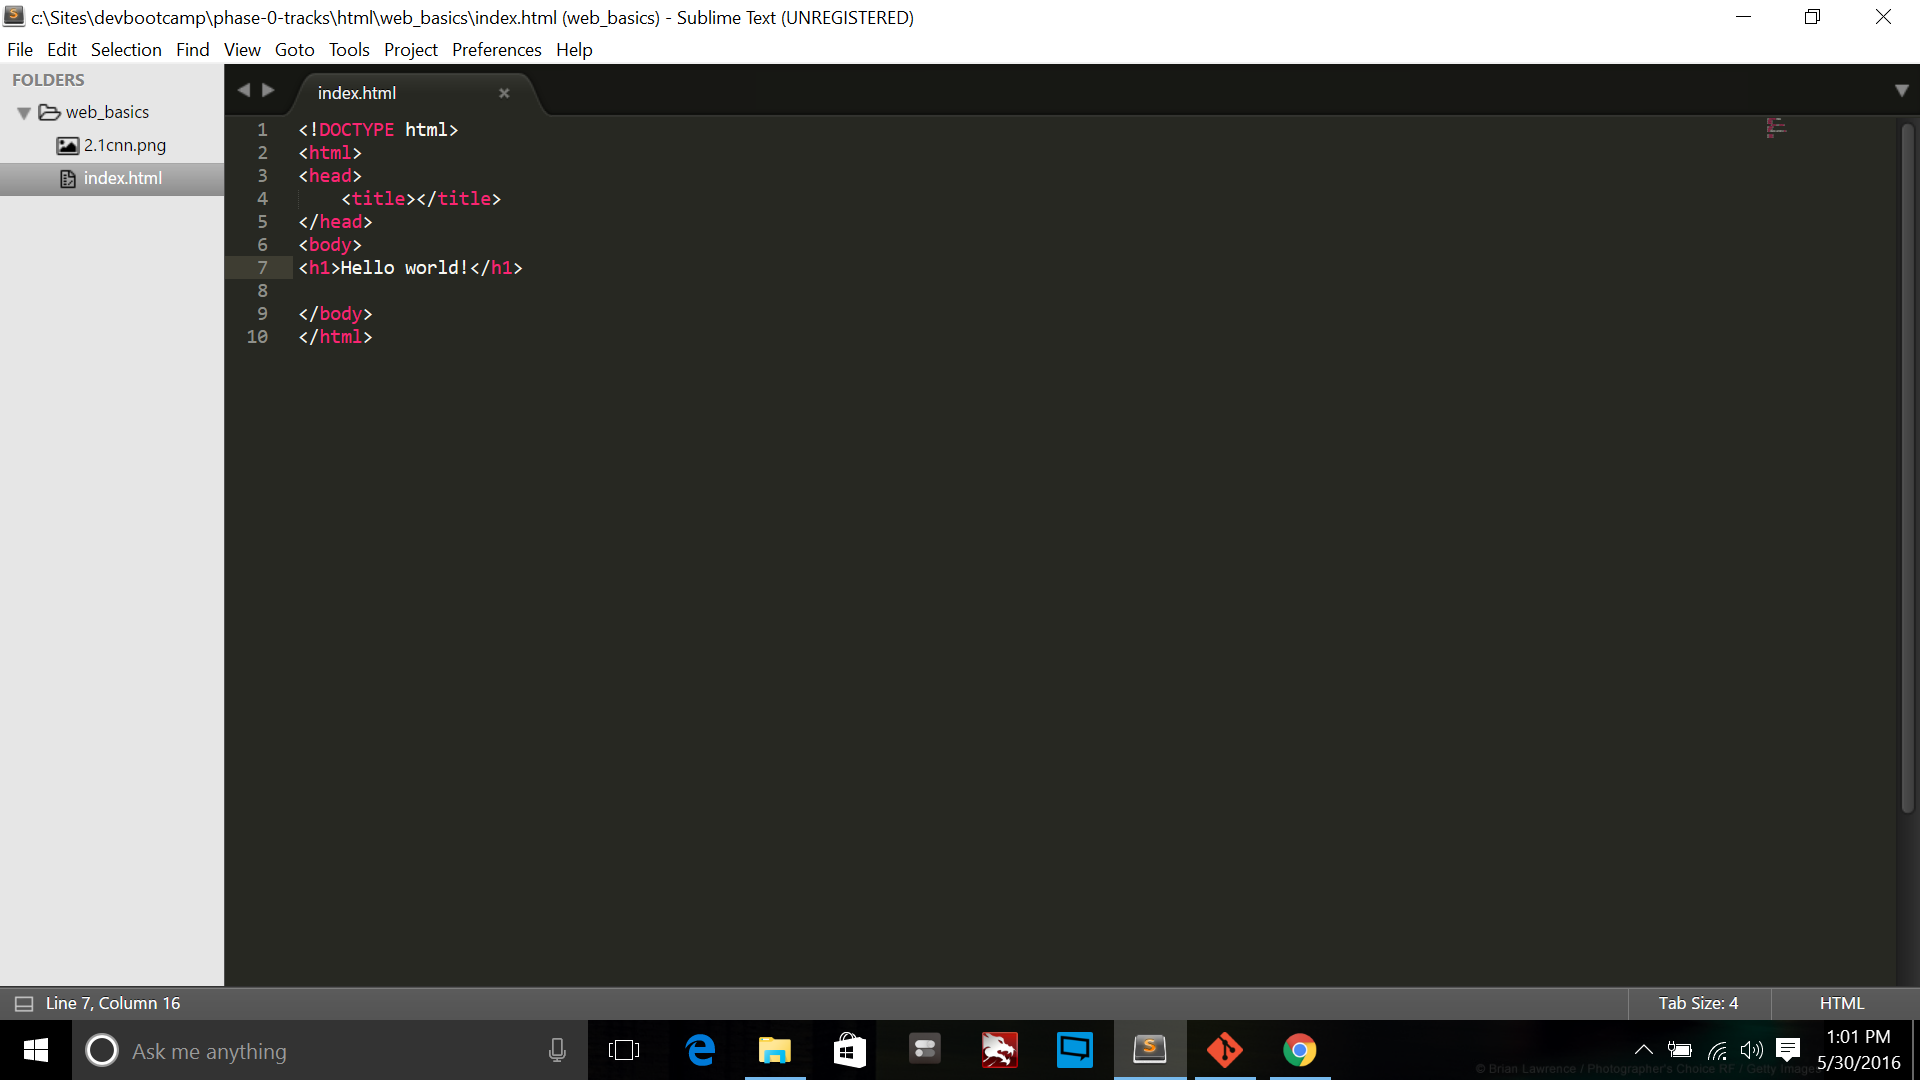 c:\Sites\devbootcamp\phase-0-tracks\html\web_basics\index.html (web_basics) - Sublime Text (UNREGISTERED)
File Edit Selection Find View Goto Tools Project Preferences Help
FOLDERS
web_basics
2.1cnn.png
index.html
index.html
1 <!DOCTYPE html>
2 <html>
3 <head>
4     <title></title>
5 </head>
6 <body>
7 <h1>Hello world!</h1>
8
9 </body>
10 </html>
Line 7, Column 16
Tab Size: 4
HTML
Ask me anything
1:01 PM
5/30/2016
© Brian Lawrence / Photographer's Choice RF / Getty Images